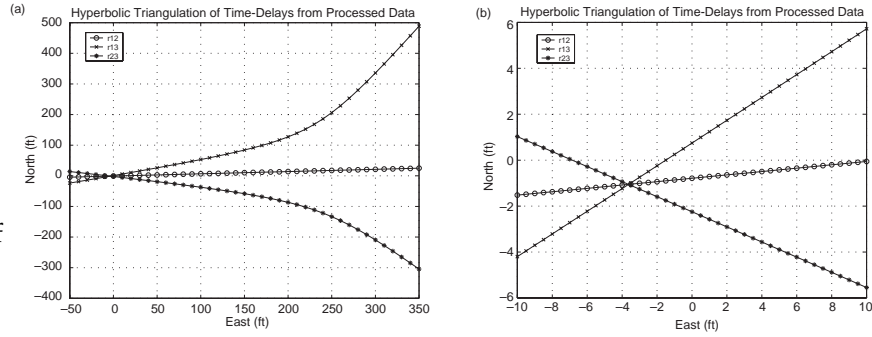 (a)
Hyperbolic Triangulation of Time-Delays from Processed Data
500
400
300
200
100
0
−100
−200
−300
−400
North (ft)
r12
r13
r23
−50 0 50 100 150 200 250 300 350
East (ft)
(b)
Hyperbolic Triangulation of Time-Delays from Processed Data
6
4
2
0
−2
−4
−6
North (ft)
r12
r13
r23
−10 −8 −6 −4 −2 0 2 4 6 8 10
East (ft)